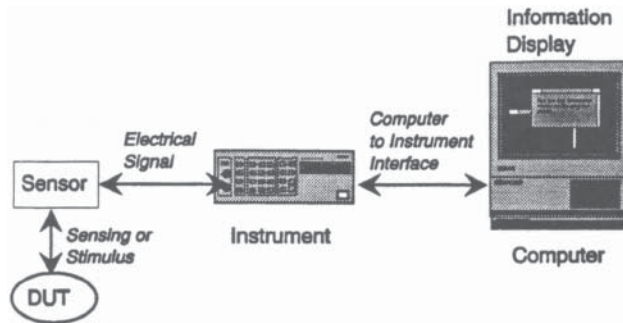 Information
Display
Computer
to Instrument
Interface
Electrical
Signal
Sensor
Instrument
Computer
Sensing or
Stimulus
DUT